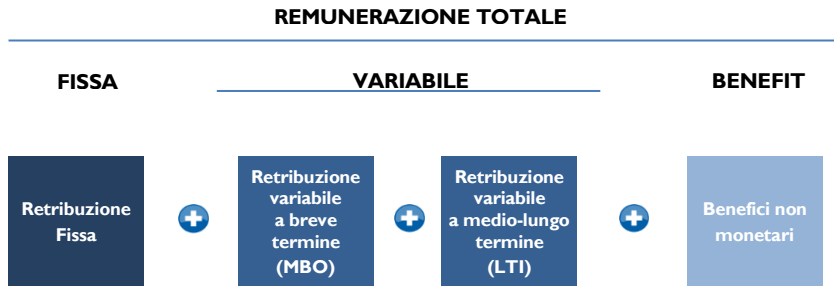 REMUNERAZIONE TOTALE
FISSA
VARIABILE
BENEFIT
Retribuzione
Fissa
Retribuzione
variabile
a breve
termine
(MBO)
Retribuzione
variabile
a medio-lungo
termine
(LTI)
Benefici non
monetari